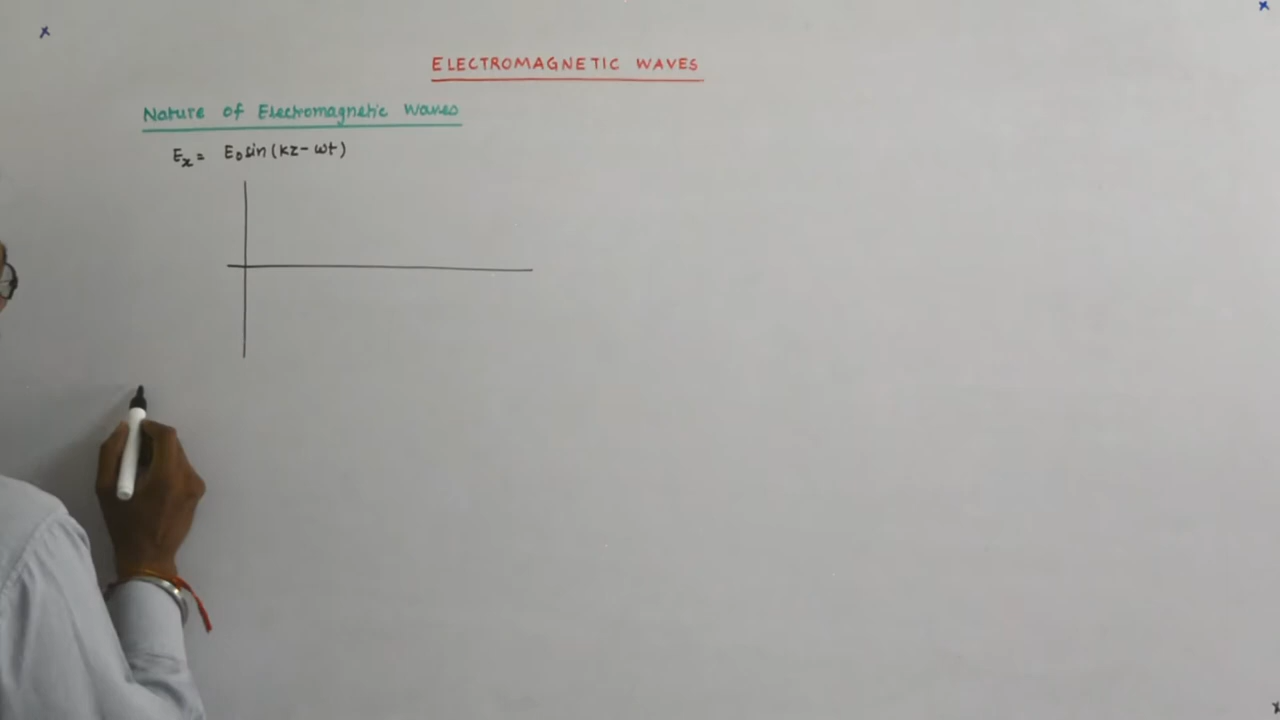 ELECTROMAGNETIC WAVES
Nature of Electromagnetic Waves
Eₓ = E₀ sin (kz - ωt)